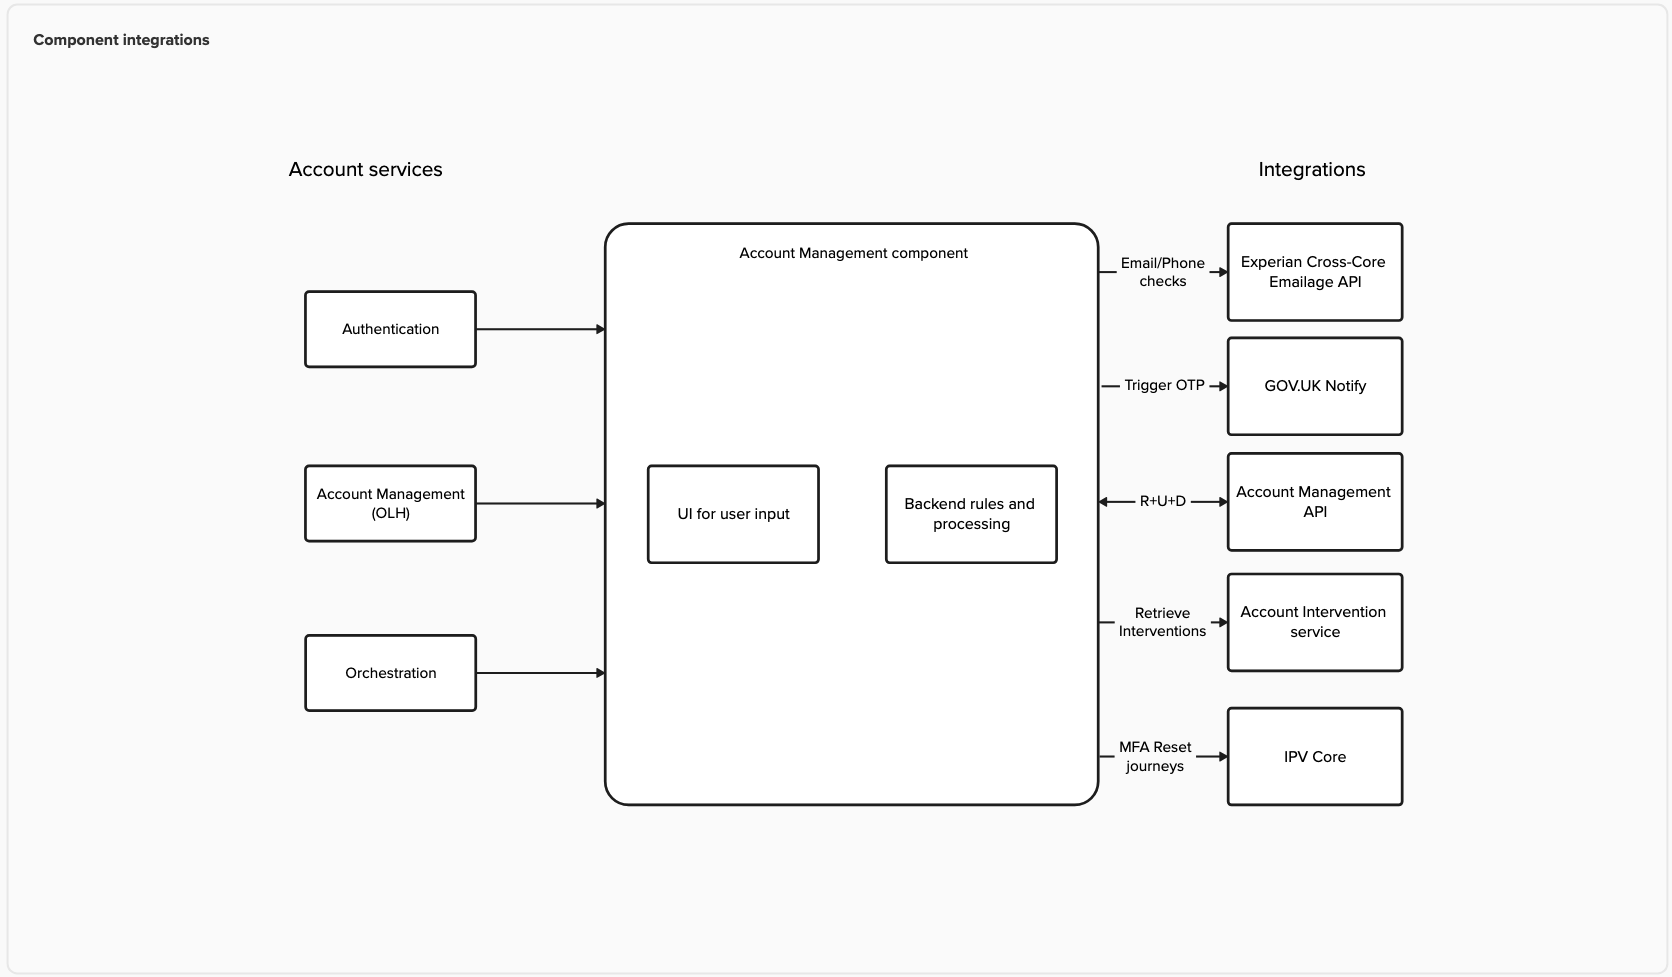 Component integrations
Account services
Integrations
Account Management component
Authentication
Account Management
(OLH)
Orchestration
UI for user input
Backend rules and
processing
Email/Phone
checks
Experian Cross-Core
Emailage API
Trigger OTP
GOV.UK Notify
R+U+D
Account Management
API
Retrieve
Interventions
Account Intervention
service
MFA Reset
journeys
IPV Core